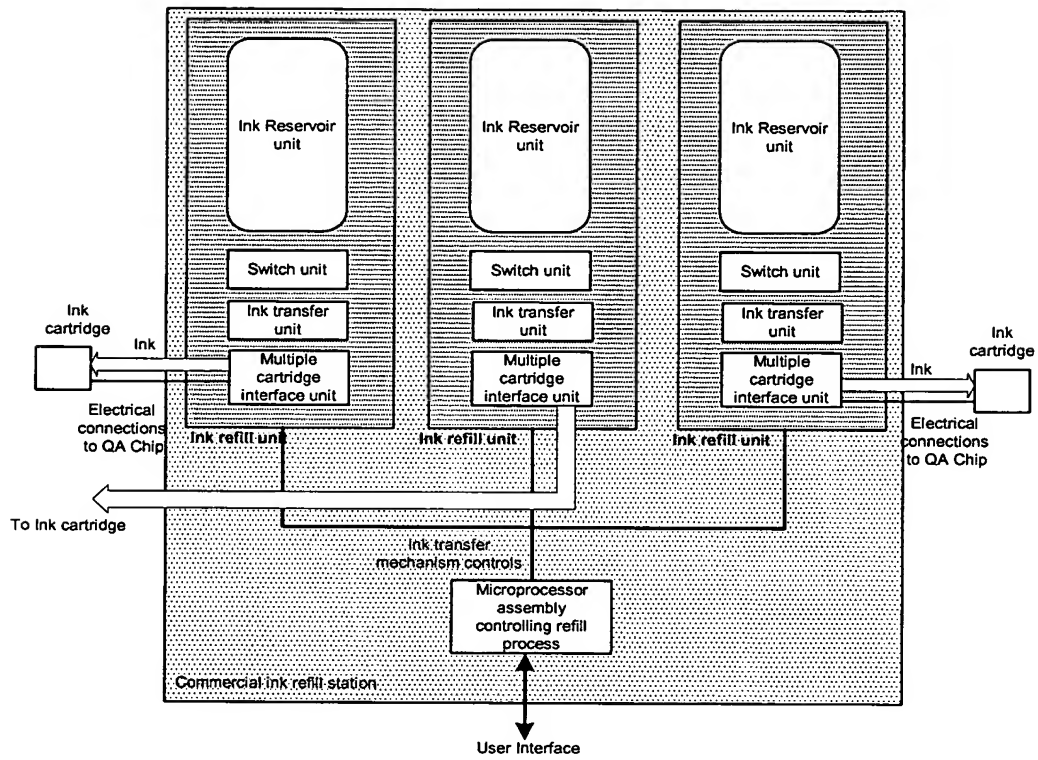 Ink Reservoir
unit
Ink Reservoir
unit
Ink Reservoir
unit
Switch unit
Switch unit
Switch unit
Ink transfer
unit
Ink transfer
unit
Ink transfer
unit
Ink
cartridge
Ink
Multiple
cartridge
interface unit
Multiple
cartridge
interface unit
Multiple
cartridge
interface unit
Ink
Ink
cartridge
Electrical
connections
to QA Chip
Ink refill unit
Ink refill unit
Ink refill unit
Electrical
connections
to QA Chip
To Ink cartridge
Ink transfer
mechanism controls
Microprocessor
assembly
controlling refill
process
Commercial ink refill station
User Interface